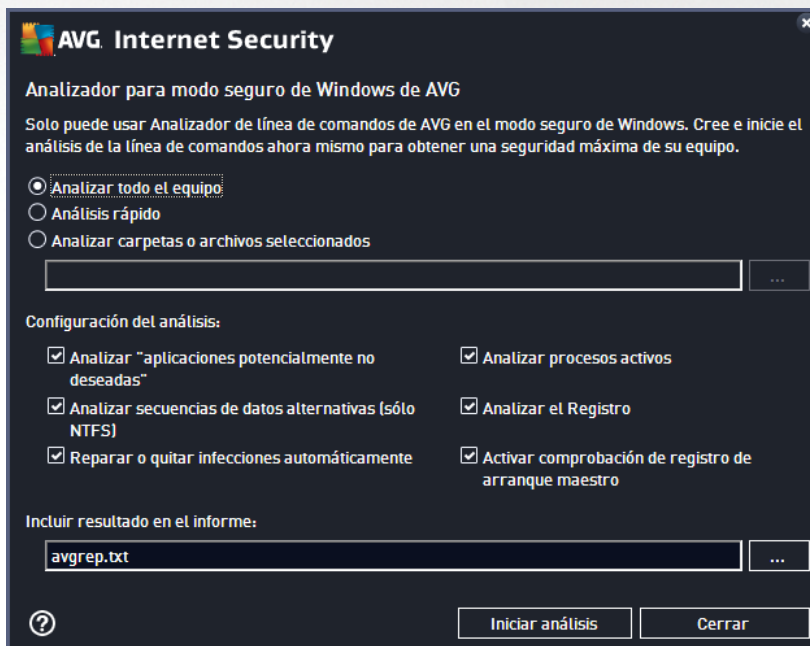 AVG. Internet Security
Analizador para modo seguro de Windows de AVG
Solo puede usar Analizador de línea de comandos de AVG en el modo seguro de Windows. Cree e inicie el
análisis de la línea de comandos ahora mismo para obtener una seguridad máxima de su equipo.
Analizar todo el equipo
Análisis rápido
Analizar carpetas o archivos seleccionados
...
Configuración del análisis:
Analizar "aplicaciones potencialmente no
deseadas"
Analizar procesos activos
Analizar secuencias de datos alternativas (sólo
NTFS)
Analizar el Registro
Reparar o quitar infecciones automáticamente
Activar comprobación de registro de
arranque maestro
Incluir resultado en el informe:
avgrep.txt
...
?
Iniciar análisis
Cerrar